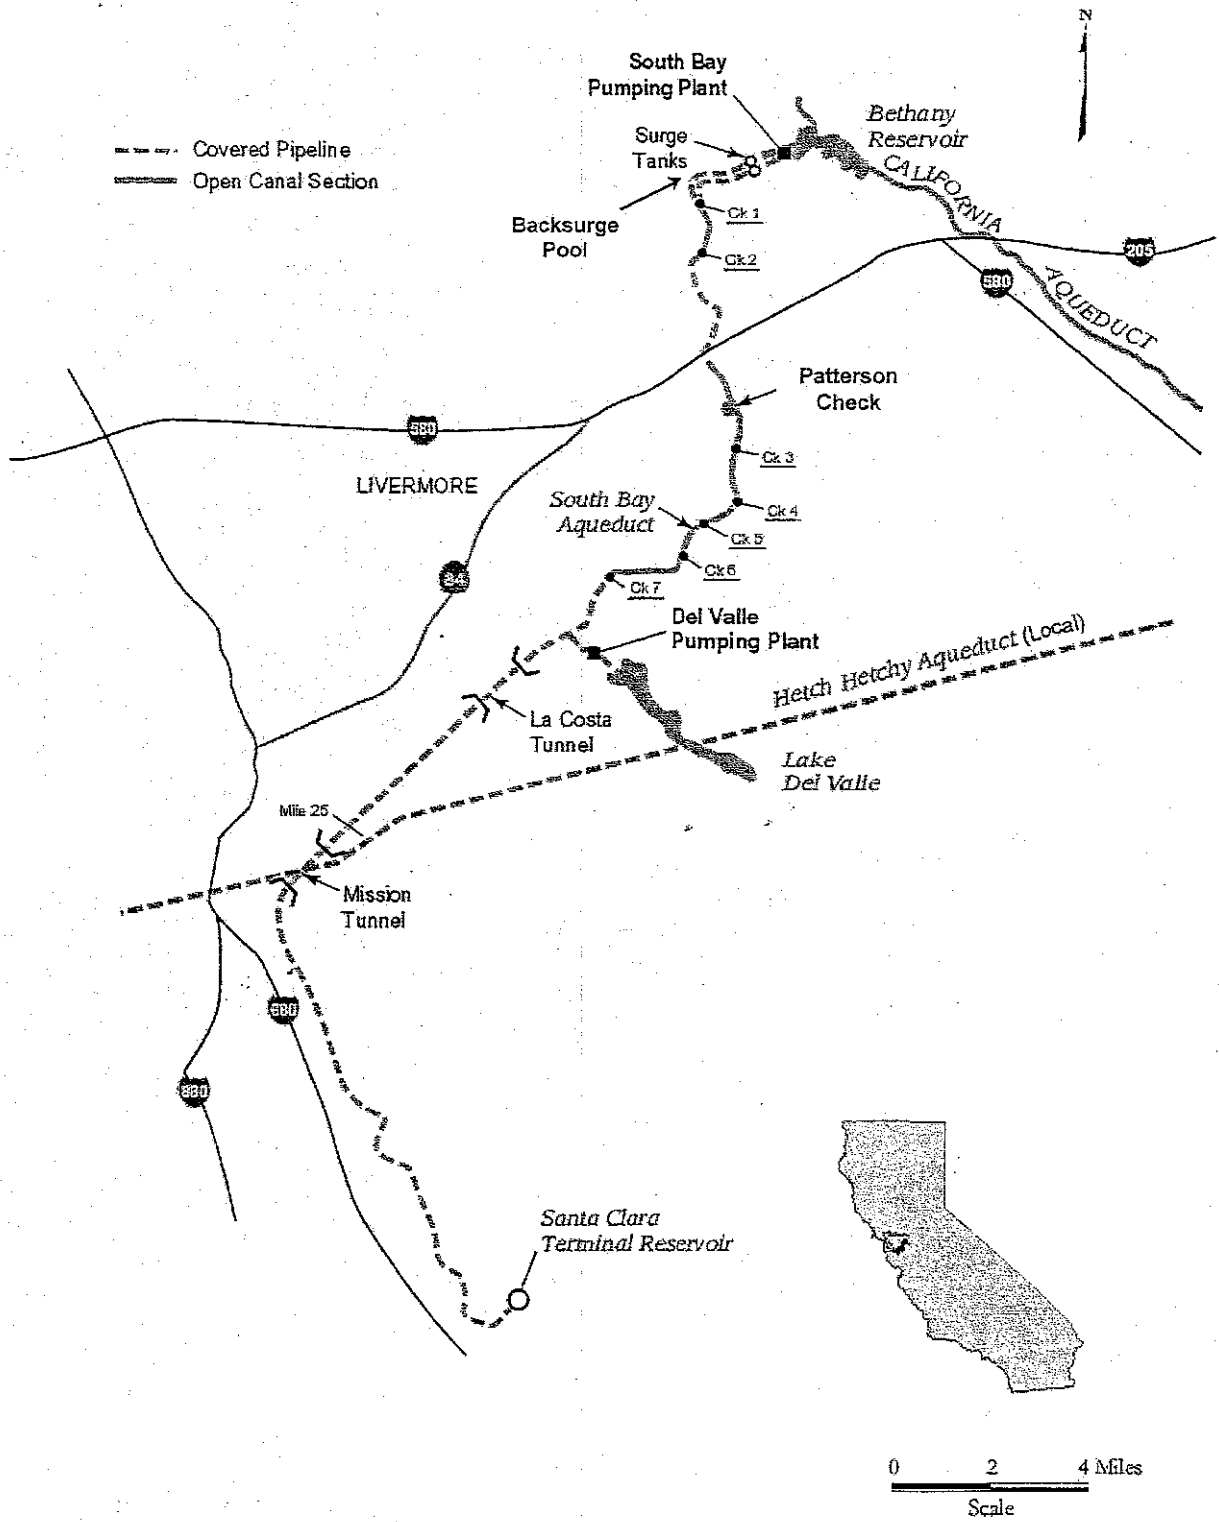 N
South Bay
Pumping Plant
Bethany
Reservoir
Covered Pipeline
Open Canal Section
Surge
Tanks
CALIFORNIA
AQUEDUCT
Backsurge
Pool
Ck 1
Ck 2
205
580
Patterson
Check
580
LIVERMORE
Ck 3
South Bay
Aqueduct
Ck 4
Ck 5
Ck 6
Ck 7
84
Del Valle
Pumping Plant
Hetch Hetchy Aqueduct (Local)
La Costa
Tunnel
Lake
Del Valle
Mile 25
Mission
Tunnel
680
880
Santa Clara
Terminal Reservoir
0 2 4 Miles
Scale